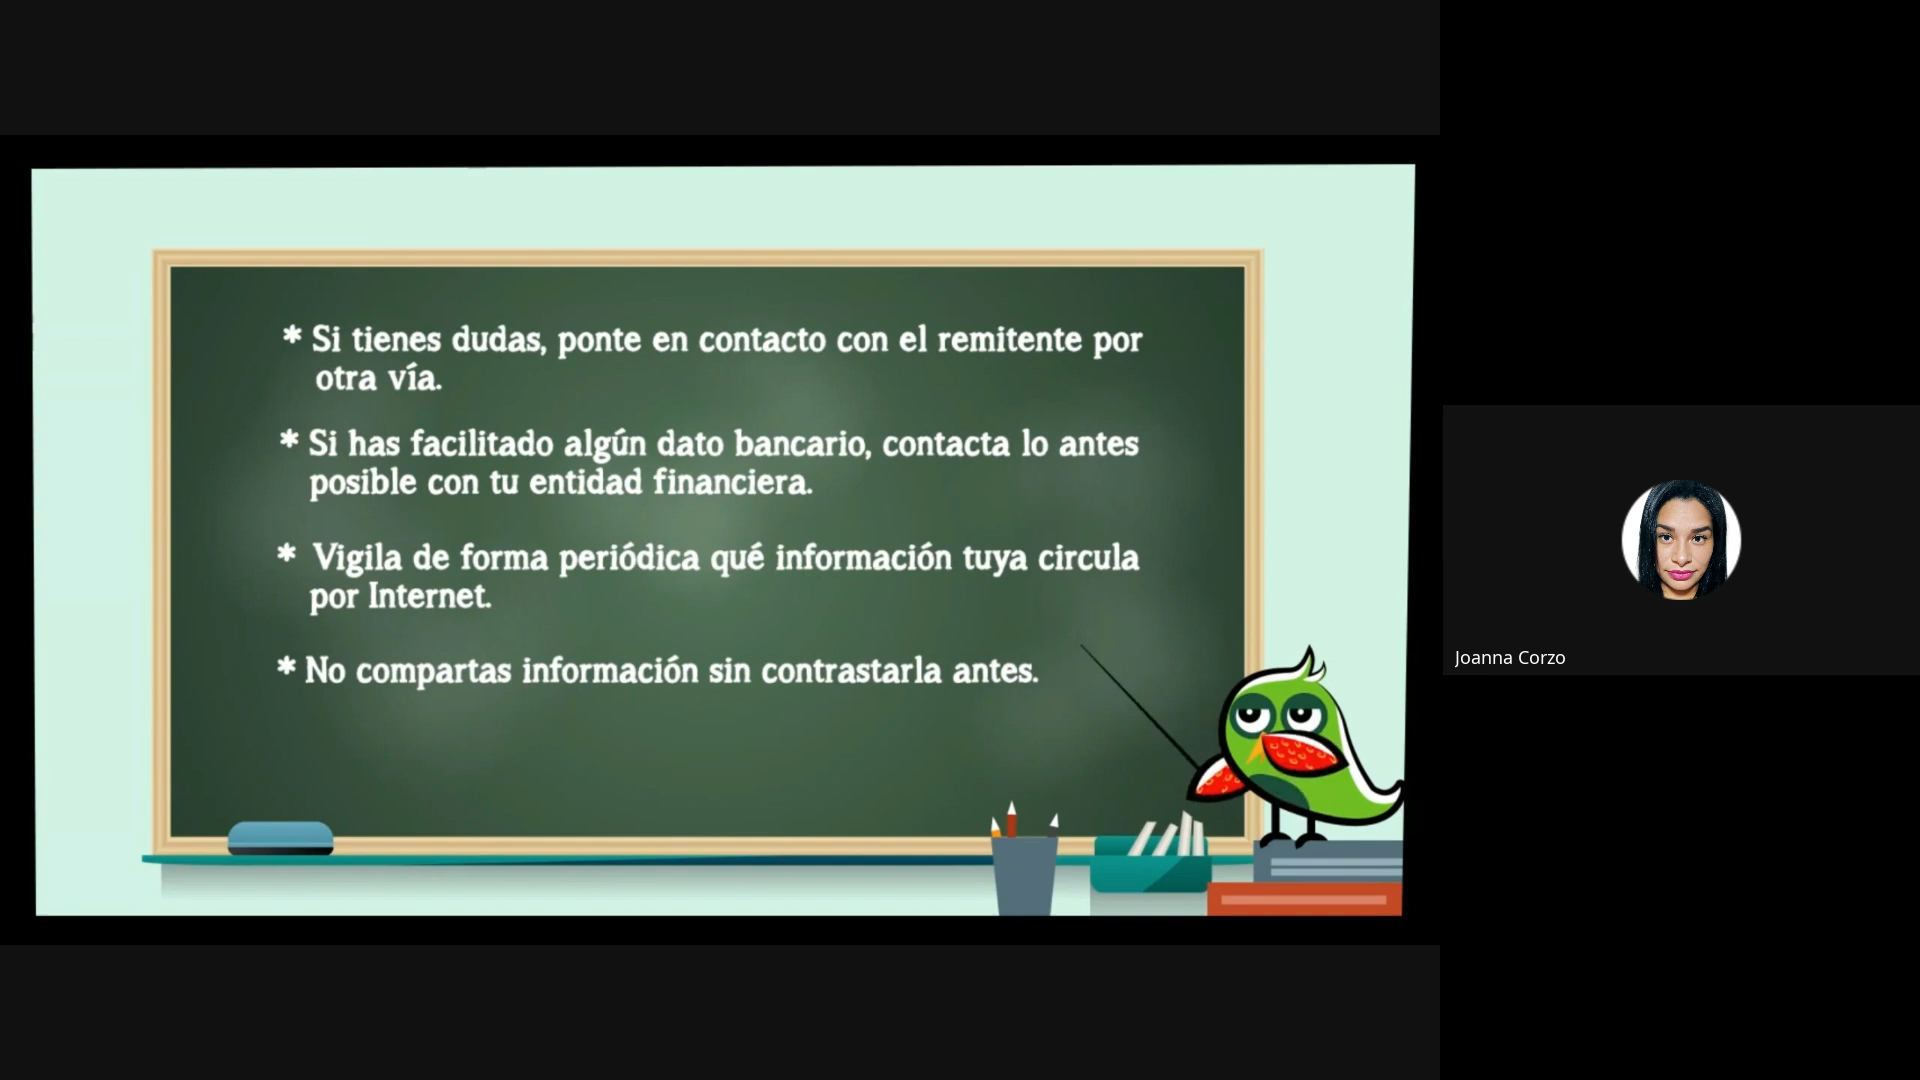 * Si tienes dudas, ponte en contacto con el remitente por
otra vía.
* Si has facilitado algún dato bancario, contacta lo antes
posible con tu entidad financiera.
* Vigila de forma periódica qué información tuya circula
por Internet.
* No compartas información sin contrastarla antes.
Joanna Corzo